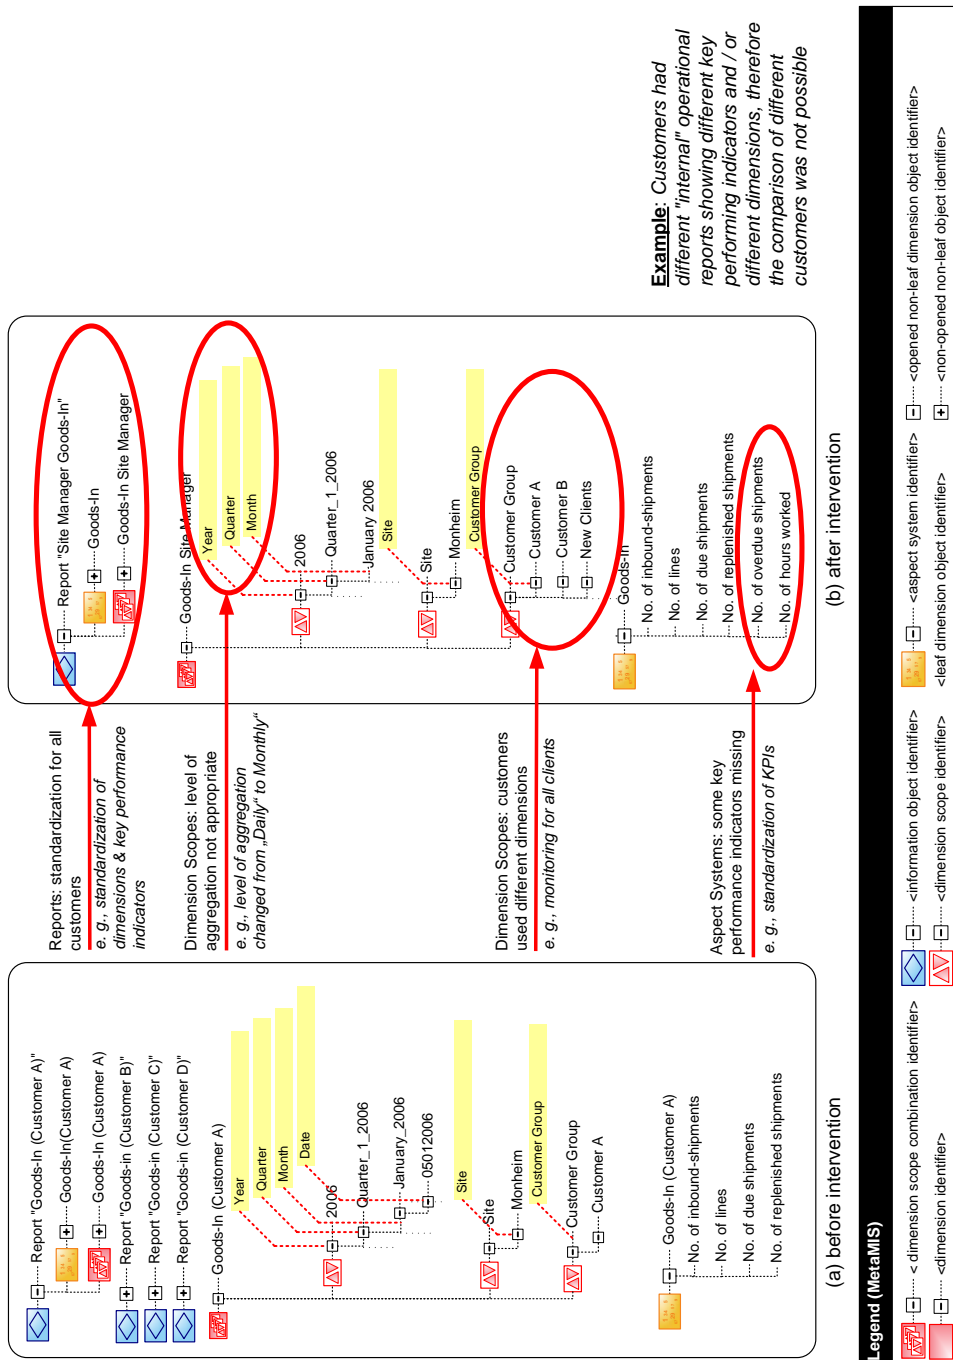 Report "Goods-In (Customer A)"
Goods-In(Customer A)
Goods-In (Customer A)
Report "Goods-in (Customer B)"
Report "Goods-in (Customer C)"
Report "Goods-in (Customer D)"
Goods-In (Customer A)
Year
Quarter
Month
Date
2006
Quarter_1_2006
January_2006
05012006
Site
Site
Monheim
Customer Group
Customer Group
Customer A
Goods-In (Customer A)
No. of inbound-shipments
No. of lines
No. of due shipments
No. of replenished shipments
(a) before intervention
Reports: standardization for all
customers
e. g., standardization of
dimensions & key performance
indicators
Dimension Scopes: level of
aggregation not appropriate
e. g., level of aggregation
changed from „Daily“ to Monthly“
Dimension Scopes: customers
used different dimensions
e. g., monitoring for all clients
Aspect Systems: some key
performance indicators missing
e. g., standardization of KPIs
Report "Site Manager Goods-In"
Goods-In
Goods-In Site Manager
Goods-In Site Manager
Year
Quarter
Month
2006
Quarter_1_2006
January 2006
Site
Site
Monheim
Customer Group
Customer Group
Customer A
Customer B
New Clients
Goods-In
No. of inbound-shipments
No. of lines
No. of due shipments
No. of replenished shipments
No. of overdue shipments
No. of hours worked
(b) after intervention
Example: Customers had
different "internal" operational
reports showing different key
performing indicators and / or
different dimensions, therefore
the comparison of different
customers was not possible
Legend (MetaMIS)
< dimension scope combination identifier>
<information object identifier>
<aspect system identifier>
<opened non-leaf dimension object identifier>
<dimension identifier>
<dimension scope identifier>
<leaf dimension object identifier>
<non-opened non-leaf object identifier>